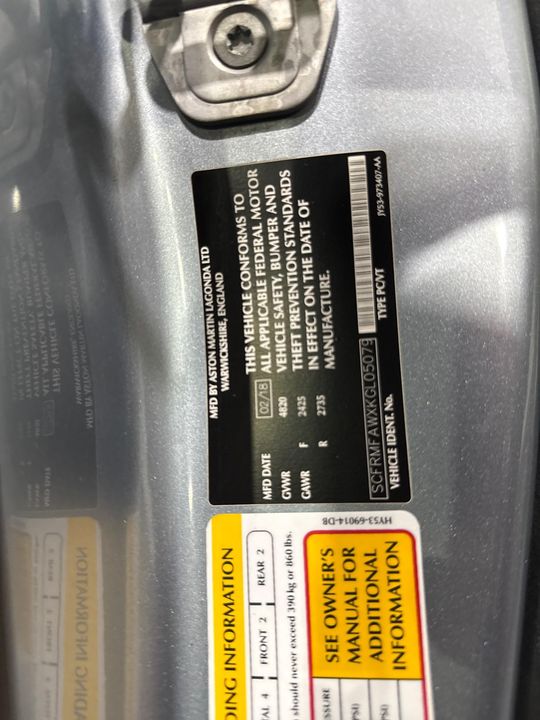 MFD BY ASTON MARTIN LAGONDA LTD
WARWICKSHIRE, ENGLAND
MFD DATE 02/18
GVWR 4820
GAWR F 2425
R 2735
THIS VEHICLE CONFORMS TO
ALL APPLICABLE FEDERAL MOTOR
VEHICLE SAFETY, BUMPER AND
THEFT PREVENTION STANDARDS
IN EFFECT ON THE DATE OF
MANUFACTURE.
SCFRMFAWXKGL05079
VEHICLE IDENT. No.
TYPE PC/VT
JY53-973407-AA
HY53-69014-DB
INFORMATION
4 FRONT 2 REAR 2
should never exceed 390 kg or 860 lbs.
SEE OWNER'S
MANUAL FOR
ADDITIONAL
INFORMATION